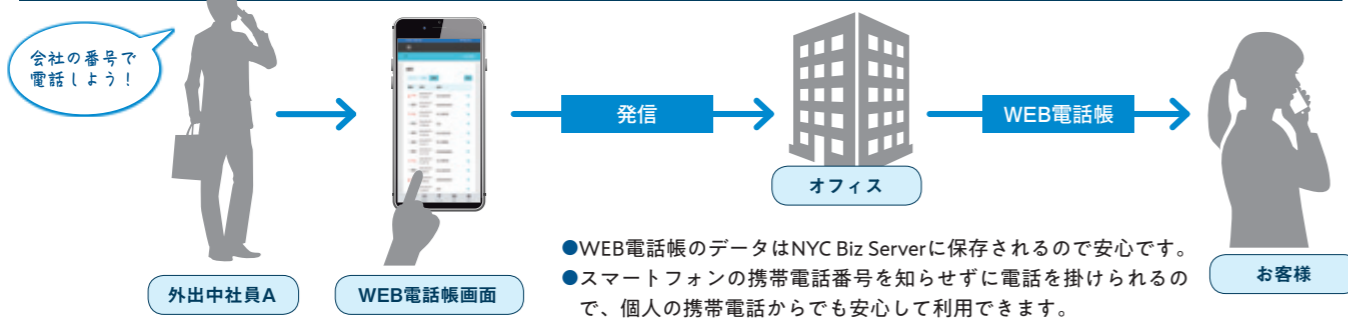 会社の番号で
電話しよう！
発信
WEB電話帳
オフィス
●WEB電話帳のデータはNYC Biz Serverに保存されるので安心です。
●スマートフォンの携帯電話番号を知らせずに電話を掛けられるの
で、個人の携帯電話からでも安心して利用できます。
外出中社員A
WEB電話帳画面
お客様